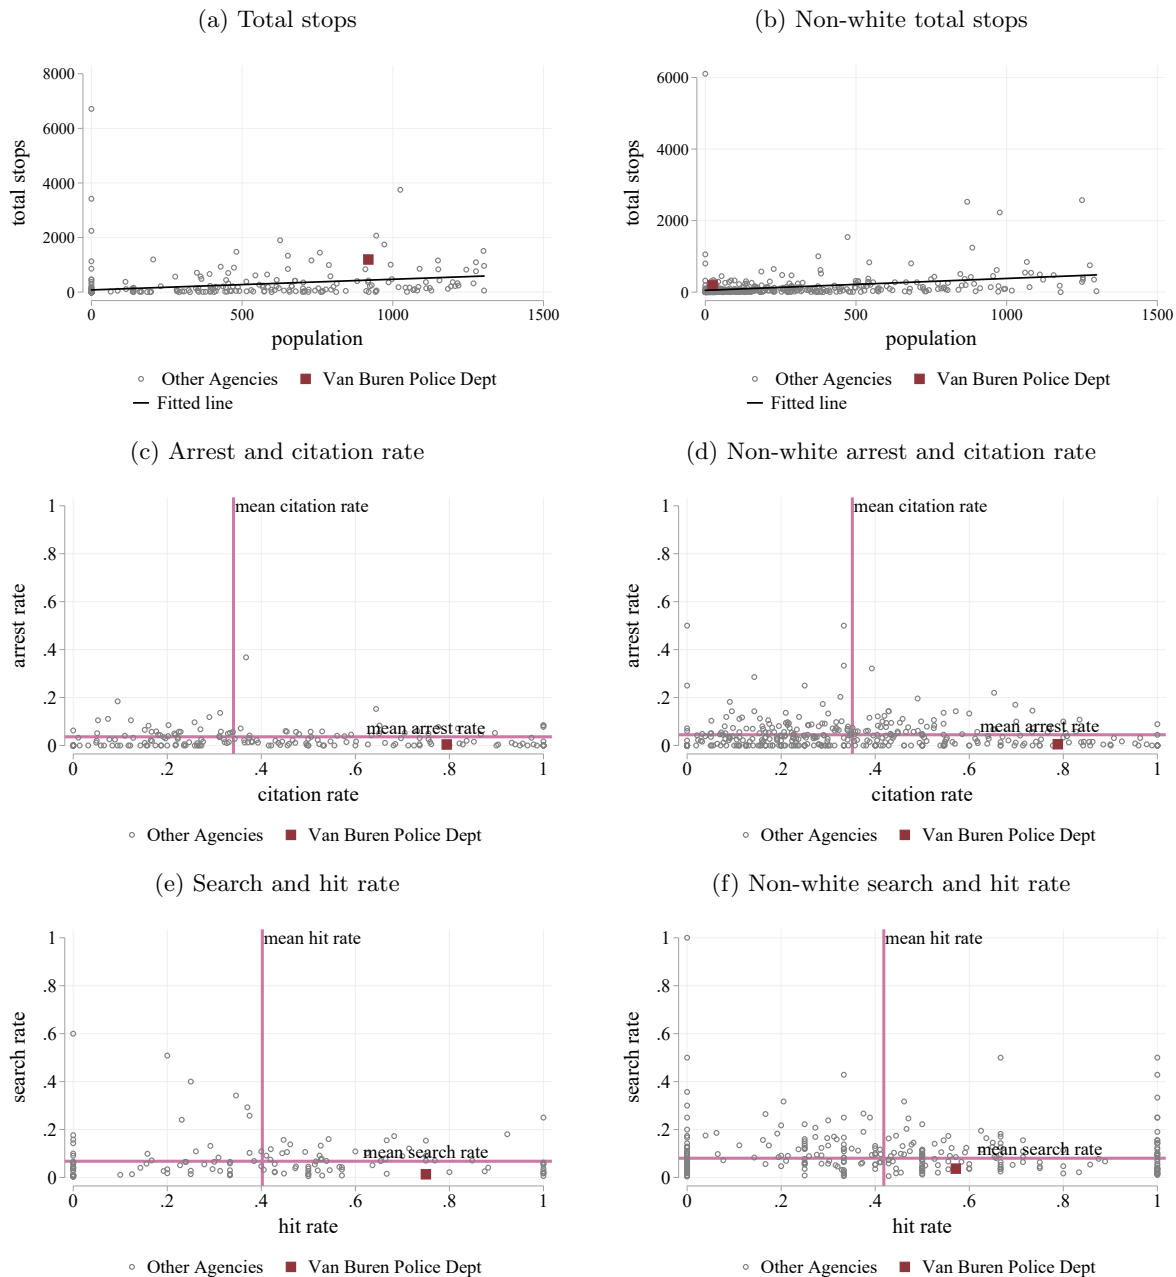 (a) Total stops
8000
6000
4000
2000
0
total stops
0 500 1000 1500
population
Other Agencies Van Buren Police Dept
Fitted line
(b) Non-white total stops
6000
4000
2000
0
total stops
0 500 1000 1500
population
Other Agencies Van Buren Police Dept
Fitted line
(c) Arrest and citation rate
1
.8
.6
.4
.2
0
arrest rate
mean citation rate
mean arrest rate
0 .2 .4 .6 .8 1
citation rate
Other Agencies Van Buren Police Dept
(d) Non-white arrest and citation rate
1
.8
.6
.4
.2
0
arrest rate
mean citation rate
mean arrest rate
0 .2 .4 .6 .8 1
citation rate
Other Agencies Van Buren Police Dept
(e) Search and hit rate
1
.8
.6
.4
.2
0
search rate
mean hit rate
mean search rate
0 .2 .4 .6 .8 1
hit rate
Other Agencies Van Buren Police Dept
(f) Non-white search and hit rate
1
.8
.6
.4
.2
0
search rate
mean hit rate
mean search rate
0 .2 .4 .6 .8 1
hit rate
Other Agencies Van Buren Police Dept